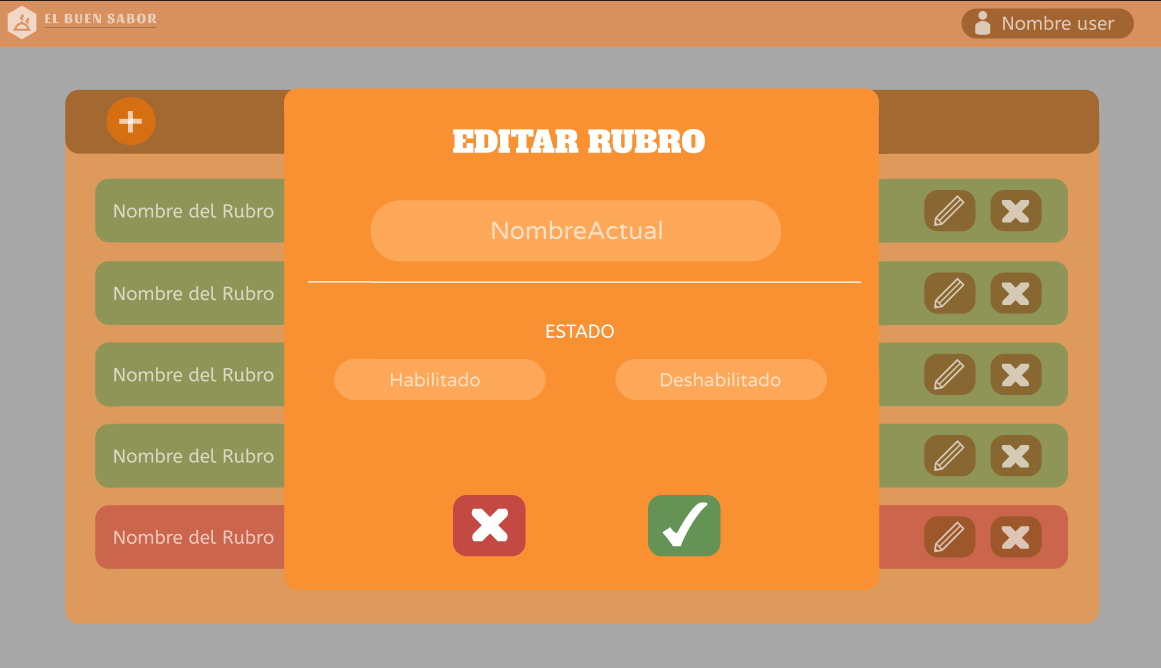 EL BUEN SABOR
Nombre user
EDITAR RUBRO
NombreActual
ESTADO
Habilitado
Deshabilitado
Nombre del Rubro
Nombre del Rubro
Nombre del Rubro
Nombre del Rubro
Nombre del Rubro